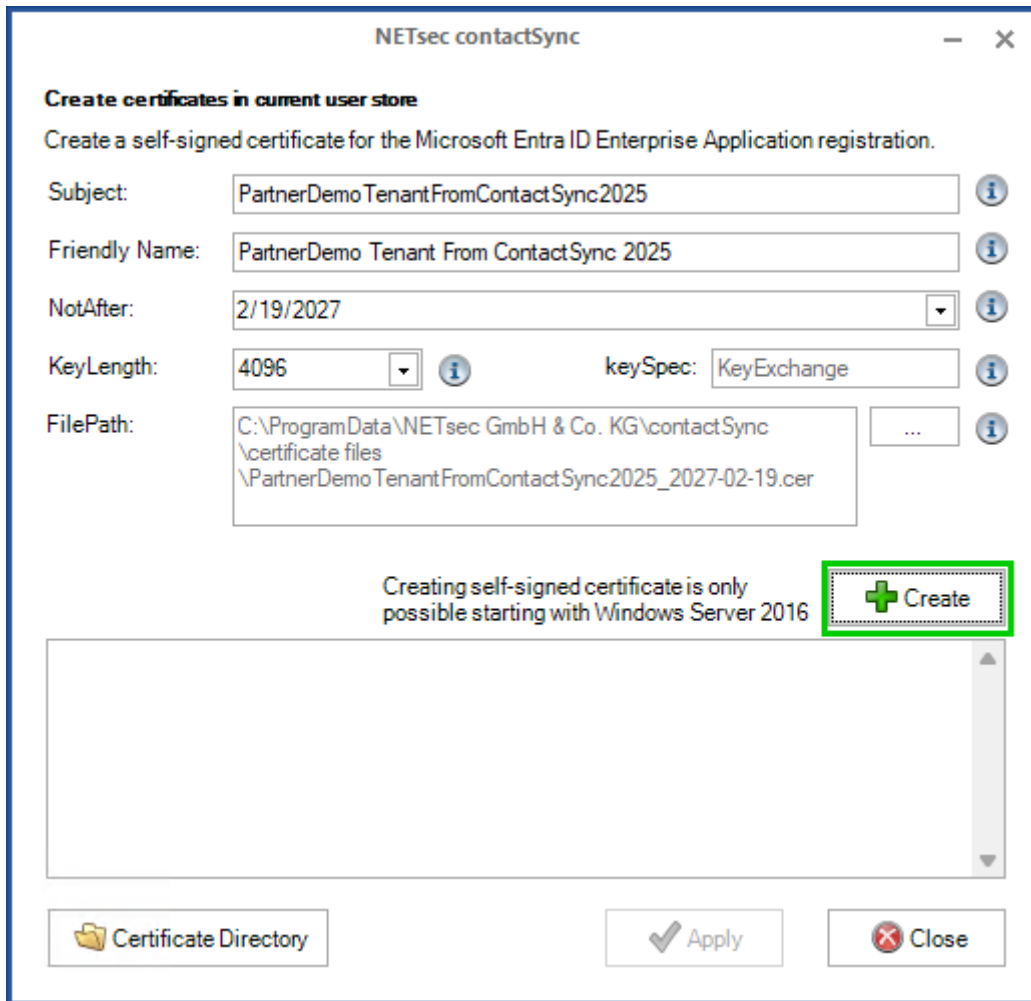 NETsec contactSync
Create certificates in current user store
Create a self-signed certificate for the Microsoft Entra ID Enterprise Application registration.
Subject: PartnerDemoTenantFromContactSync2025
Friendly Name: PartnerDemo Tenant From ContactSync 2025
NotAfter: 2/19/2027
KeyLength: 4096 keySpec: KeyExchange
FilePath: C:\ProgramData\NETsec GmbH & Co. KG\contactSync ...
\certificate files
\PartnerDemoTenantFromContactSync2025_2027-02-19.cer
Creating self-signed certificate is only
possible starting with Windows Server 2016
Create
Certificate Directory Apply Close